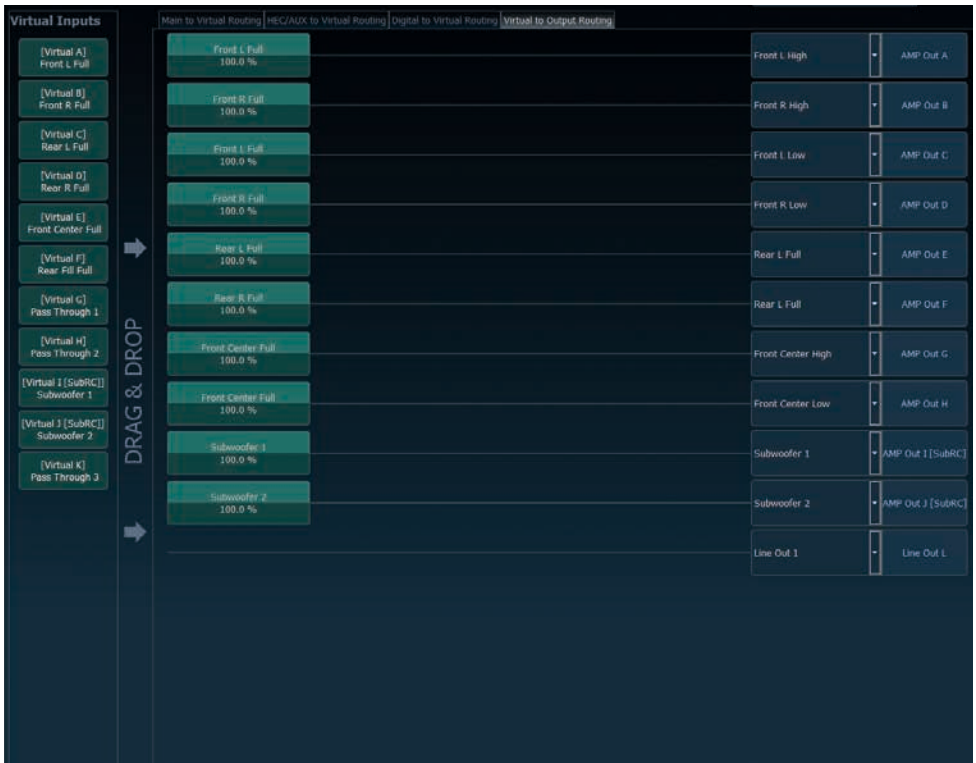 Virtual Inputs
[Virtual A]
Front L Full
[Virtual B]
Front R Full
[Virtual C]
Rear L Full
[Virtual D]
Rear R Full
[Virtual E]
Front Center Full
[Virtual F]
Rear Fill Full
[Virtual G]
Pass Through 1
[Virtual H]
Pass Through 2
[Virtual I [SubRC]]
Subwoofer 1
[Virtual J [SubRC]]
Subwoofer 2
[Virtual K]
Pass Through 3
DRAG & DROP
Main to Virtual Routing HEC/AUX to Virtual Routing Digital to Virtual Routing Virtual to Output Routing
Front L Full
100.0 %
Front L High AMP Out A
Front R Full
100.0 %
Front R High AMP Out B
Front L Full
100.0 %
Front L Low AMP Out C
Front R Full
100.0 %
Front R Low AMP Out D
Rear L Full
100.0 %
Rear L Full AMP Out E
Rear R Full
100.0 %
Rear L Full AMP Out F
Front Center Full
100.0 %
Front Center High AMP Out G
Front Center Full
100.0 %
Front Center Low AMP Out H
Subwoofer 1
100.0 %
Subwoofer 1 AMP Out I [SubRC]
Subwoofer 2
100.0 %
Subwoofer 2 AMP Out J [SubRC]
Line Out 1 Line Out L